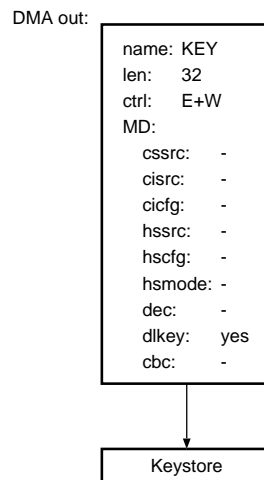 DMA out:
name: KEY
len: 32
ctrl: E+W
MD:
cssrc: -
cisrc: -
cicfg: -
hssrc: -
hscfg: -
hsmode: -
dec: -
dlkey: yes
cbc: -
Keystore